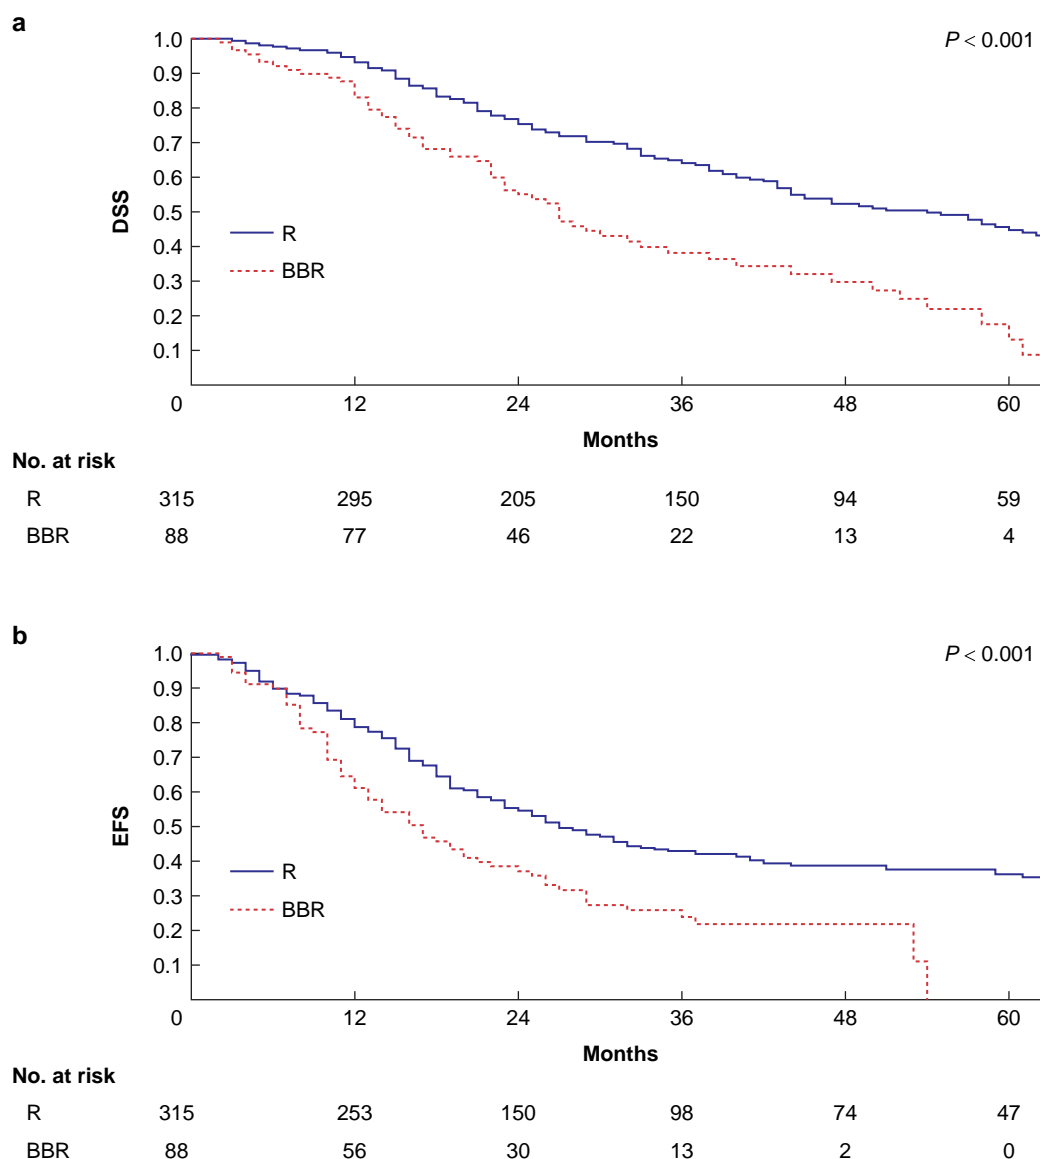 a
P < 0.001
1.0
0.9
0.8
0.7
0.6
0.5
0.4
0.3
0.2
0.1
DSS
R
BBR
0 12 24 36 48 60
Months
No. at risk
R 315 295 205 150 94 59
BBR 88 77 46 22 13 4
b
P < 0.001
1.0
0.9
0.8
0.7
0.6
0.5
0.4
0.3
0.2
0.1
EFS
R
BBR
0 12 24 36 48 60
Months
No. at risk
R 315 253 150 98 74 47
BBR 88 56 30 13 2 0